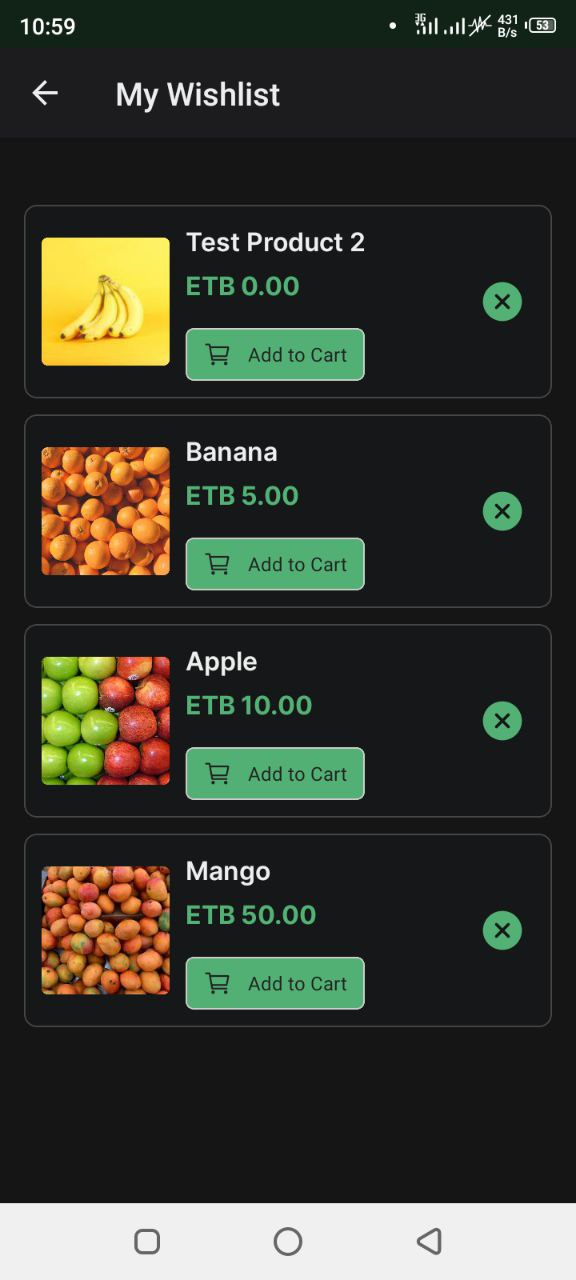 10:59
3G
431
B/s
53
My Wishlist
Test Product 2
ETB 0.00
Add to Cart
Banana
ETB 5.00
Add to Cart
Apple
ETB 10.00
Add to Cart
Mango
ETB 50.00
Add to Cart